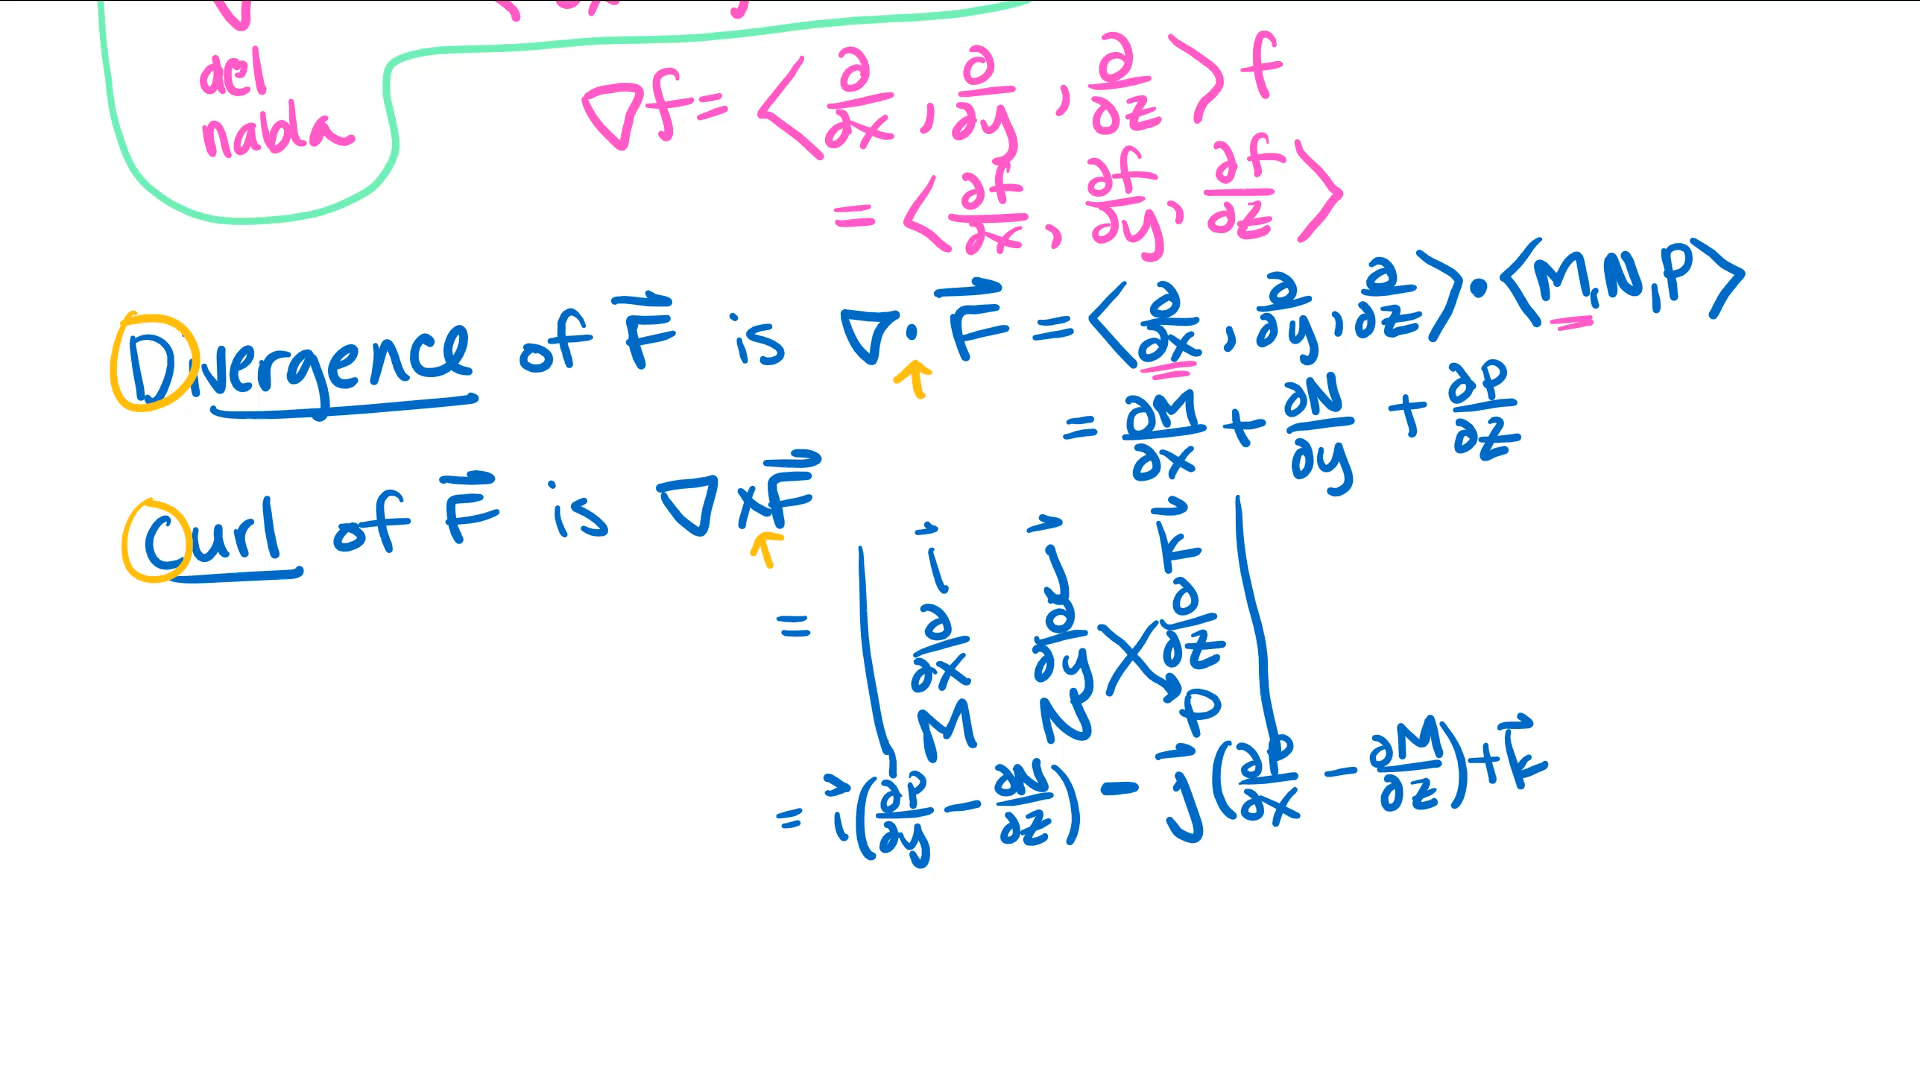 del
nabla
∇f = ⟨∂/∂x, ∂/∂y, ∂/∂z⟩ f
= ⟨∂f/∂x, ∂f/∂y, ∂f/∂z⟩
Divergence of F⃗ is ∇ · F⃗ = ⟨∂/∂x, ∂/∂y, ∂/∂z⟩ · ⟨M, N, P⟩
= ∂M/∂x + ∂N/∂y + ∂P/∂z
Curl of F⃗ is ∇ × F⃗
= | i⃗ j⃗ k⃗
∂/∂x ∂/∂y ∂/∂z
M N P |
= i⃗(∂P/∂y − ∂N/∂z) − j⃗(∂P/∂x − ∂M/∂z) + k⃗